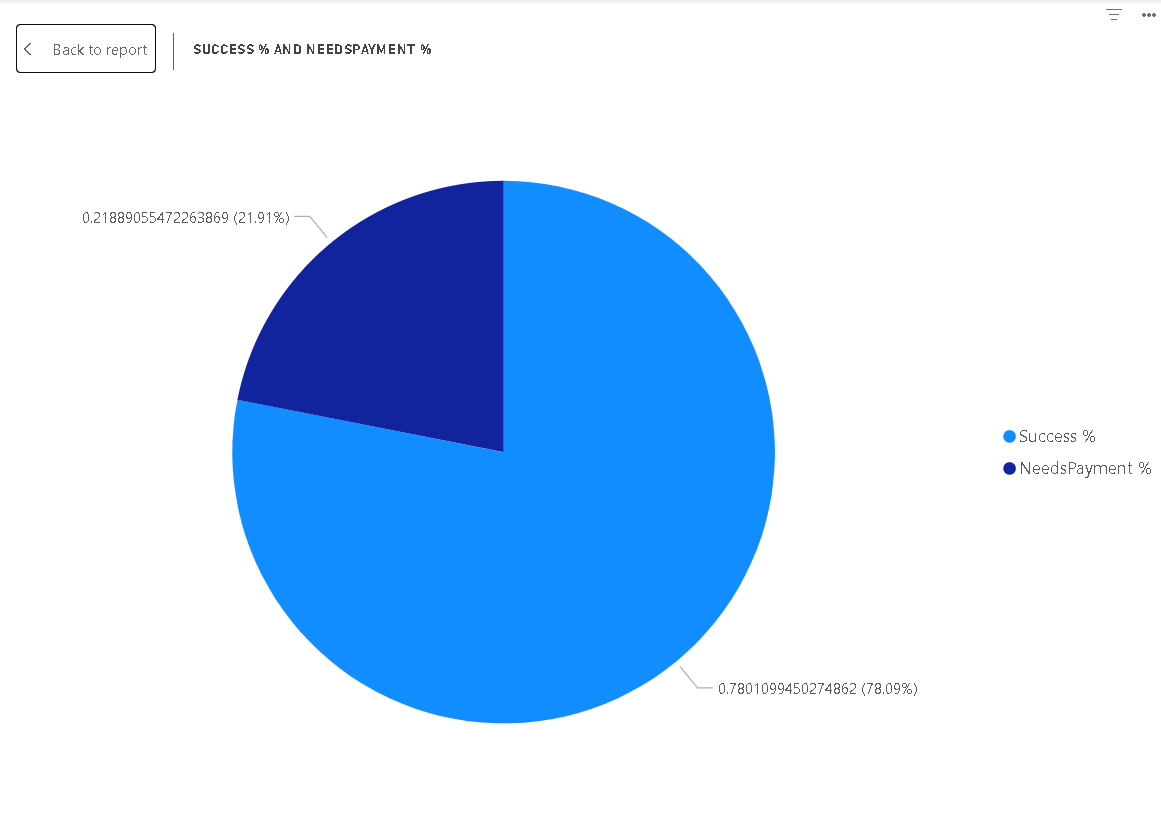 Back to report
SUCCESS % AND NEEDSPAYMENT %
0.21889055472263869 (21.91%)
Success %
NeedsPayment %
0.7801099450274862 (78.09%)